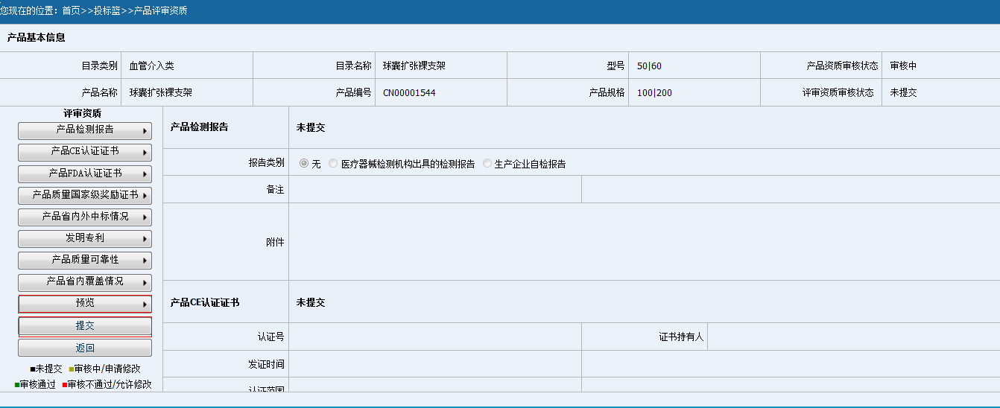 您现在的位置：首页>>投标篮>>产品评审资质
产品基本信息
目录类别 血管介入类 目录名称 球囊扩张裸支架 型号 50|60 产品资质审核状态 审核中
产品名称 球囊扩张裸支架 产品编号 CN00001544 产品规格 100|200 评审资质审核状态 未提交
评审资质
产品检测报告
产品CE认证证书
产品FDA认证证书
产品质量国家级奖励证书
产品省内外中标情况
发明专利
产品质量可靠性
产品省内覆盖情况
预览
提交
返回
■未提交 ■审核中/申请修改
■审核通过 ■审核不通过/允许修改
产品检测报告 未提交
报告类别 无 医疗器械检测机构出具的检测报告 生产企业自检报告
备注
附件
产品CE认证证书 未提交
认证号 证书持有人
发证时间
认证范围